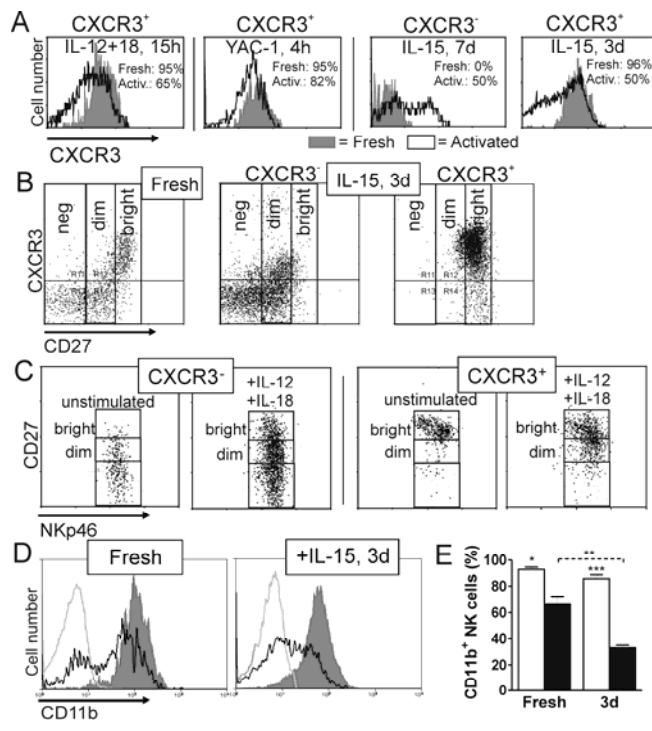 A
CXCR3⁺
IL-12+18, 15h
Fresh: 95%
Activ.: 65%
CXCR3⁺
YAC-1, 4h
Fresh: 95%
Activ.: 82%
CXCR3⁻
IL-15, 7d
Fresh: 0%
Activ.: 50%
CXCR3⁺
IL-15, 3d
Fresh: 96%
Activ.: 50%
Cell number
CXCR3
= Fresh
= Activated
B
Fresh
CXCR3⁻
IL-15, 3d
CXCR3⁺
neg
dim
bright
neg
dim
bright
neg
dim
bright
R11
R12
R13
R14
CXCR3
CD27
C
CXCR3⁻
CXCR3⁺
unstimulated
+IL-12
+IL-18
unstimulated
+IL-12
+IL-18
bright
dim
bright
dim
bright
dim
bright
dim
CD27
NKp46
D
Fresh
+IL-15, 3d
Cell number
CD11b
E
CD11b⁺ NK cells (%)
100
80
60
40
20
0
*
**
***
Fresh
3d